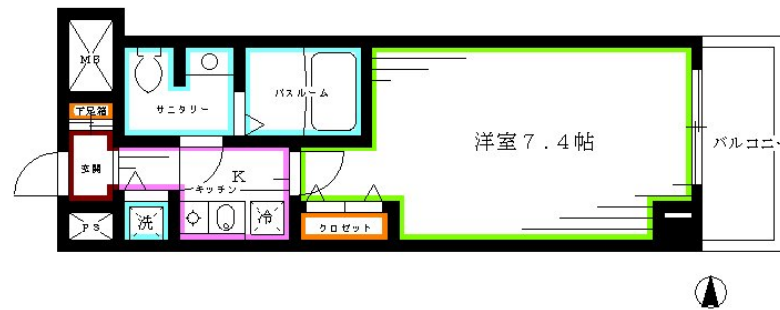 MB
サニタリー
バスルーム
下足箱
洋室7.4帖
バルコニー
玄関
K
キッチン
PS
洗
冷
クロゼット